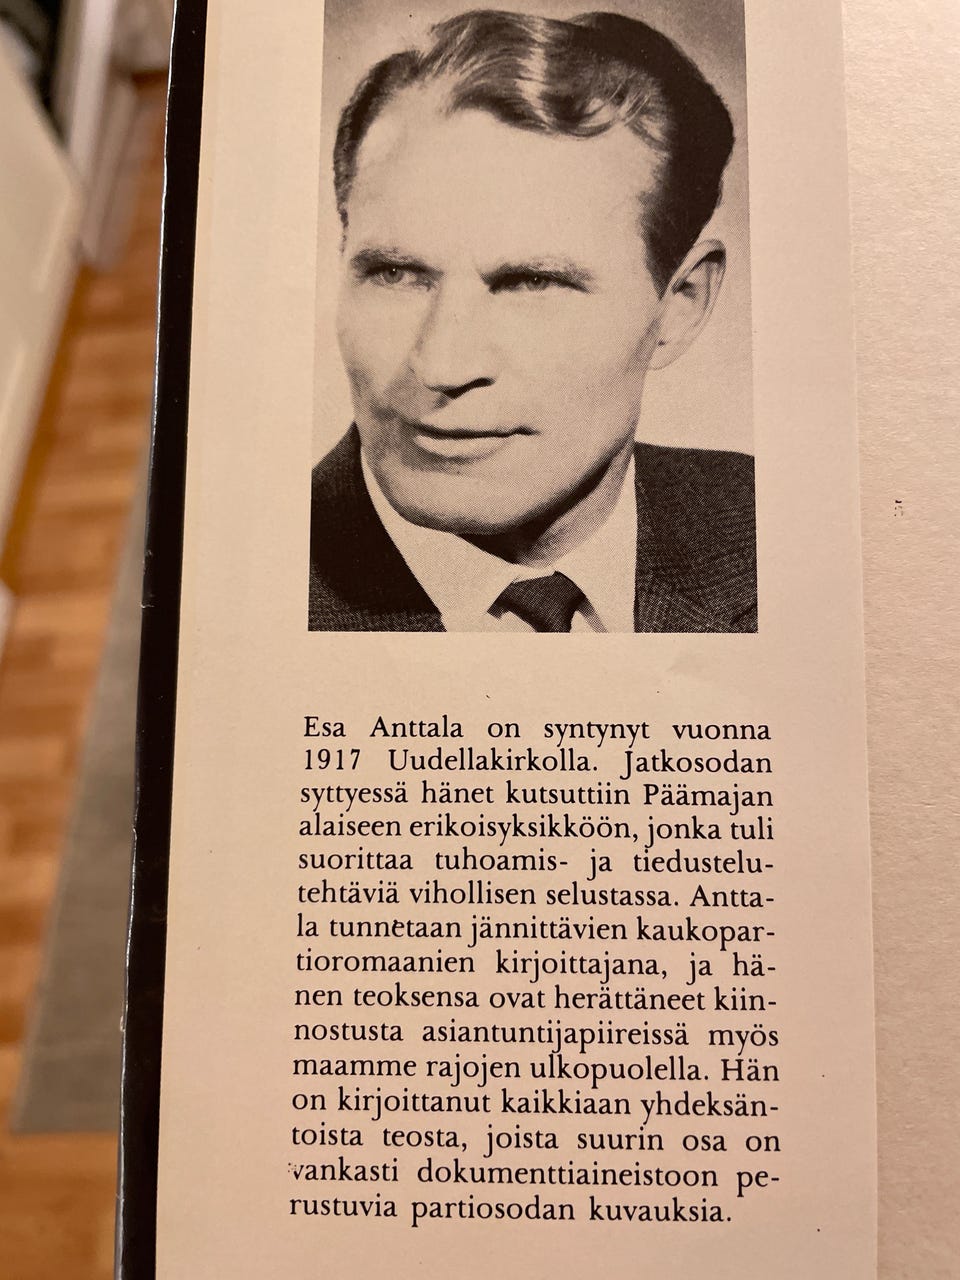 Esa Anttala on syntynyt vuonna
1917 Uudellakirkolla. Jatkosodan
syttyessä hänet kutsuttiin Päämajan
alaiseen erikoisyksikköön, jonka tuli
suorittaa tuhoamis- ja tiedustelu-
tehtäviä vihollisen selustassa. Antta-
la tunnetaan jännittävien kaukopar-
tioromaanien kirjoittajana, ja hä-
nen teoksensa ovat herättäneet kiin-
nostusta asiantuntijapiireissä myös
maamme rajojen ulkopuolella. Hän
on kirjoittanut kaikkiaan yhdeksän-
toista teosta, joista suurin osa on
vankasti dokumenttiaineistoon pe-
rustuvia partiosodan kuvauksia.